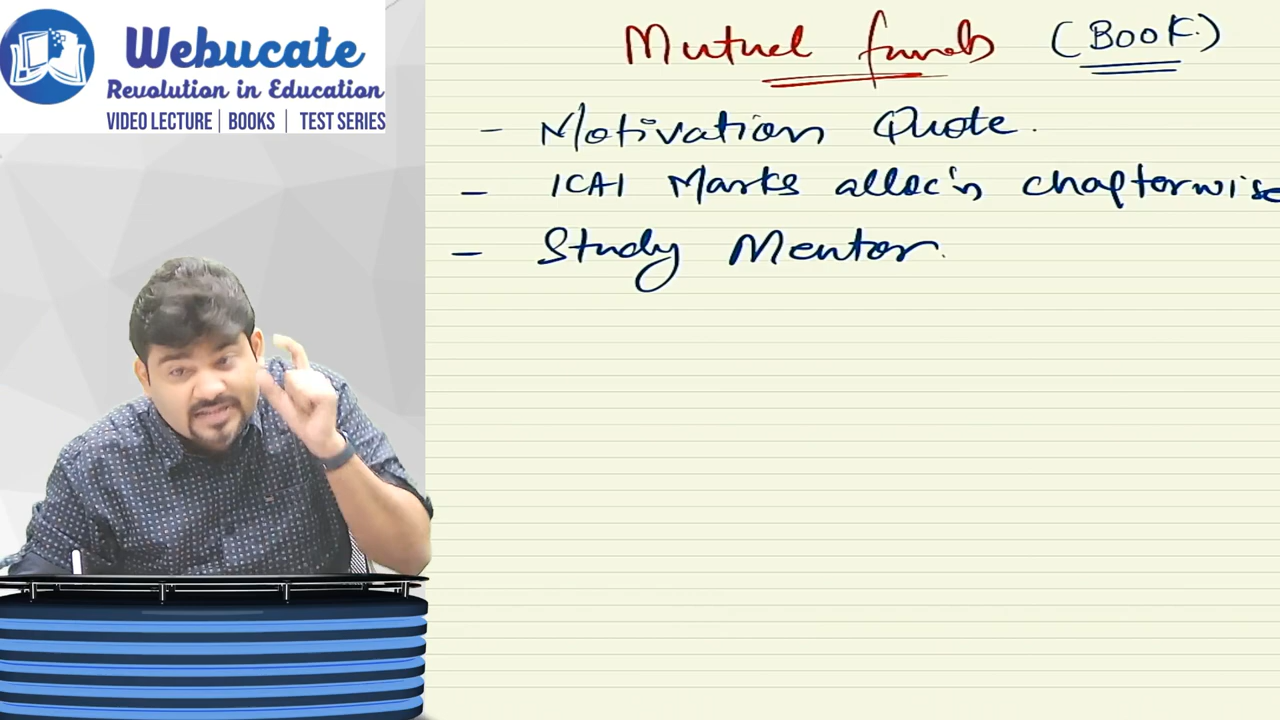 Webucate
Revolution in Education
VIDEO LECTURE | BOOKS | TEST SERIES
Mutual funds (BOOK.)
- Motivation Quote.
- ICAI Marks alloc'n chapterwise
- Study Mentor.